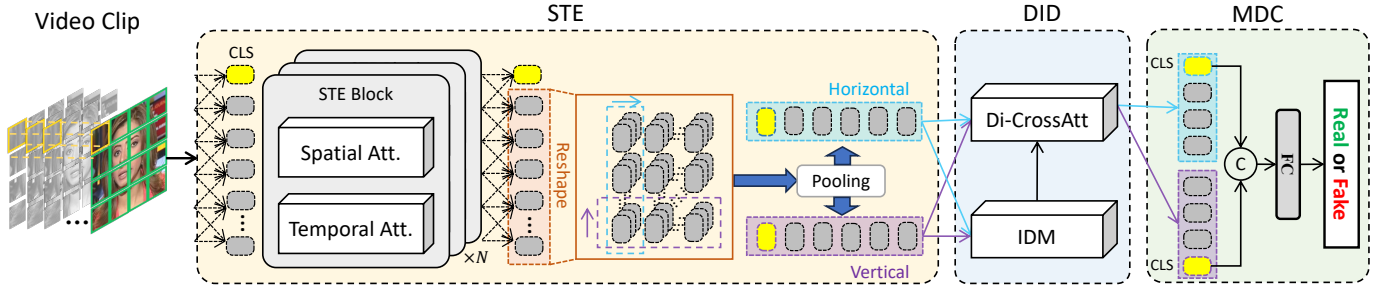 Video Clip
STE
CLS
STE Block
Spatial Att.
Temporal Att.
×N
Reshape
Horizontal
Pooling
Vertical
DID
Di-CrossAtt
IDM
MDC
CLS
C
CLS
FC
Real or Fake